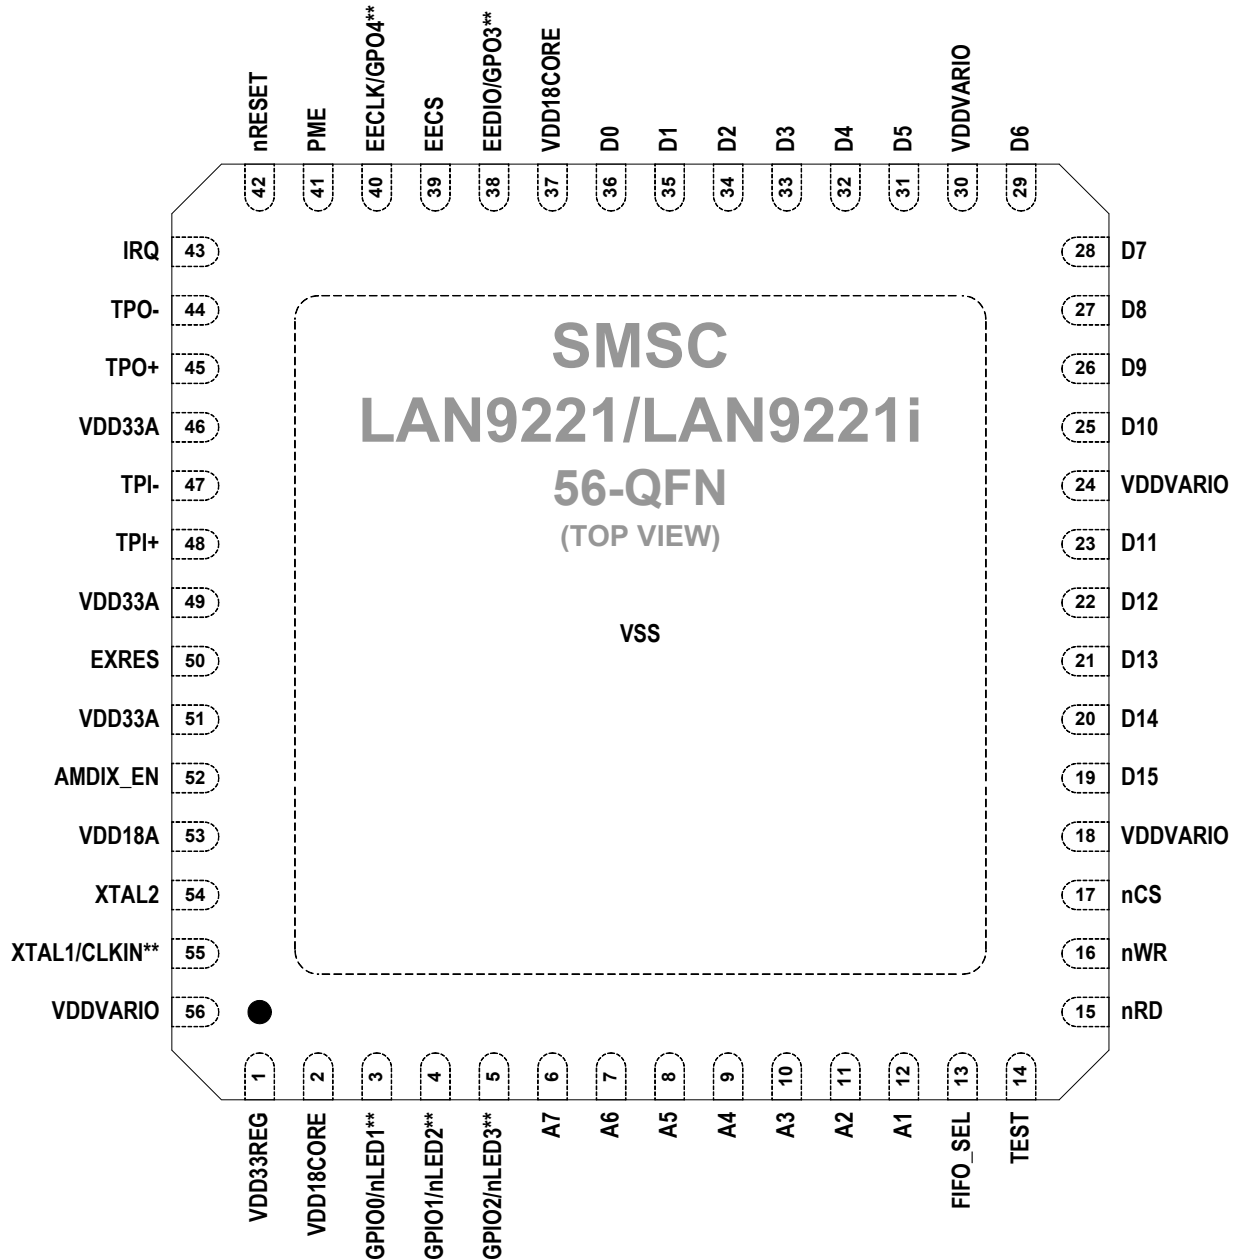 nRESET
PME
EECLK/GPO4**
EECS
EEDIO/GPO3**
VDD18CORE
D0
D1
D2
D3
D4
D5
VDDVARIO
D6
42
41
40
39
38
37
36
35
34
33
32
31
30
29
IRQ 43
TPO- 44
TPO+ 45
VDD33A 46
TPI- 47
TPI+ 48
VDD33A 49
EXRES 50
VDD33A 51
AMDIX_EN 52
VDD18A 53
XTAL2 54
XTAL1/CLKIN** 55
VDDVARIO 56
SMSC
LAN9221/LAN9221i
56-QFN
(TOP VIEW)
VSS
28 D7
27 D8
26 D9
25 D10
24 VDDVARIO
23 D11
22 D12
21 D13
20 D14
19 D15
18 VDDVARIO
17 nCS
16 nWR
15 nRD
1
2
3
4
5
6
7
8
9
10
11
12
13
14
VDD33REG
VDD18CORE
GPIO0/nLED1**
GPIO1/nLED2**
GPIO2/nLED3**
A7
A6
A5
A4
A3
A2
A1
FIFO_SEL
TEST